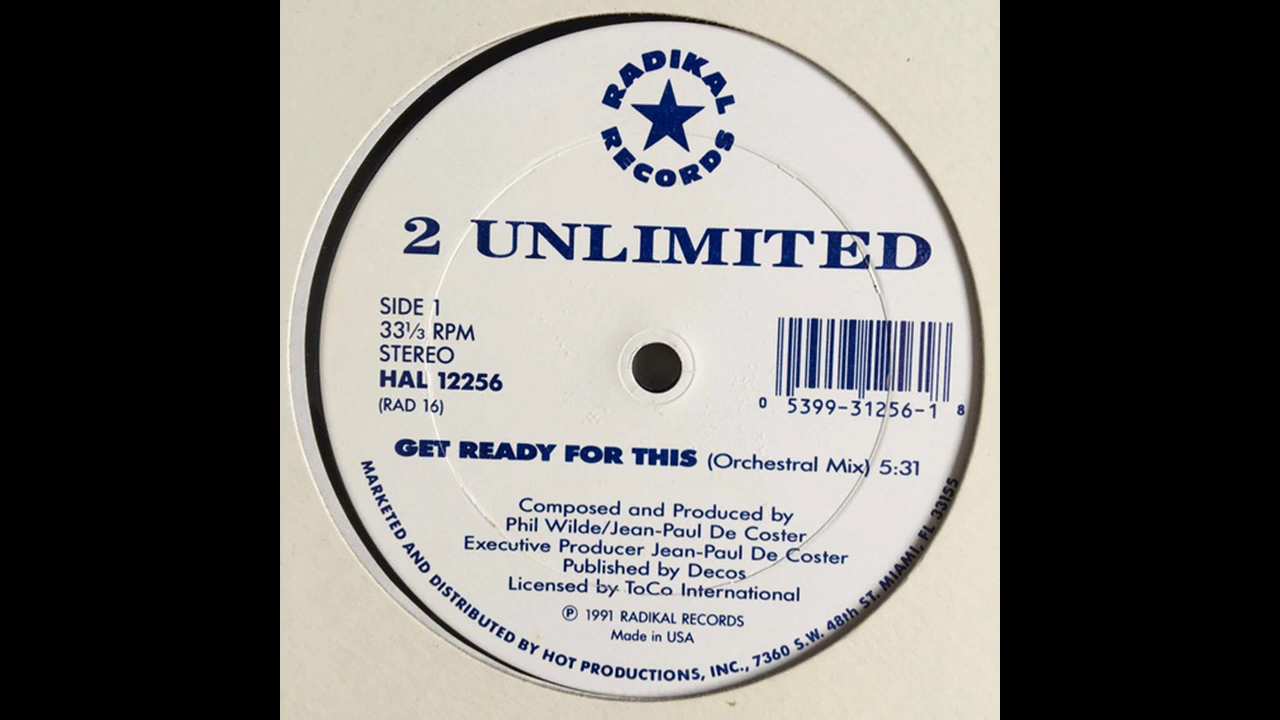 RADIKAL
RECORDS
2 UNLIMITED
SIDE 1
33⅓ RPM
STEREO
HAL 12256
(RAD 16)
0 5399-31256-1 8
GET READY FOR THIS (Orchestral Mix) 5:31
Composed and Produced by
Phil Wilde/Jean-Paul De Coster
Executive Producer Jean-Paul De Coster
Published by Decos
Licensed by ToCo International
℗ 1991 RADIKAL RECORDS
Made in USA
MARKETED AND DISTRIBUTED BY HOT PRODUCTIONS, INC., 7360 S.W. 48th ST. MIAMI, FL 33155